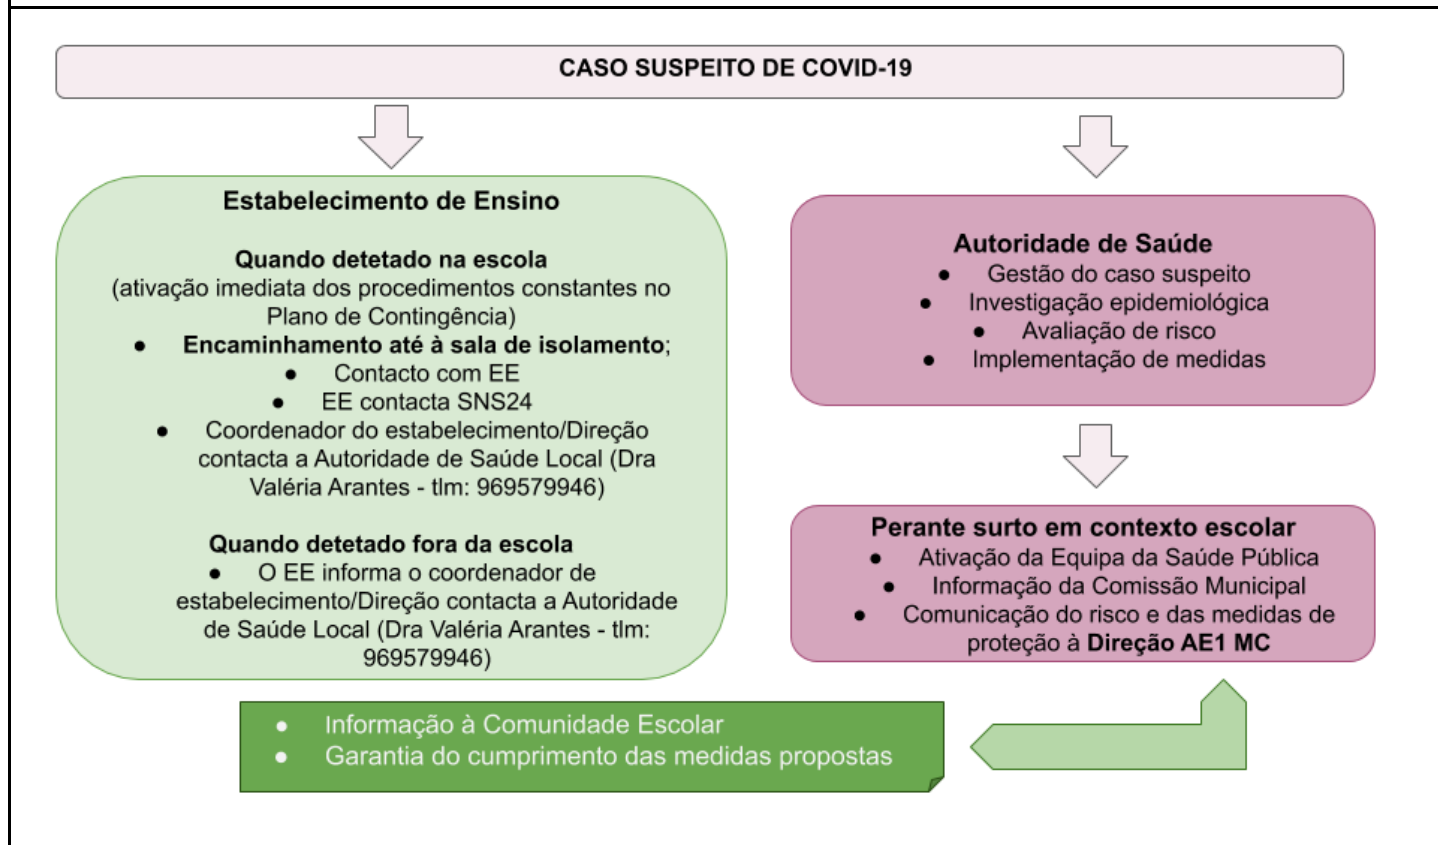 CASO SUSPEITO DE COVID-19
Estabelecimento de Ensino
Quando detetado na escola
(ativação imediata dos procedimentos constantes no
Plano de Contingência)
● Encaminhamento até à sala de isolamento;
● Contacto com EE
● EE contacta SNS24
● Coordenador do estabelecimento/Direção
contacta a Autoridade de Saúde Local (Dra
Valéria Arantes - tlm: 969579946)
Quando detetado fora da escola
● O EE informa o coordenador de
estabelecimento/Direção contacta a Autoridade
de Saúde Local (Dra Valéria Arantes - tlm:
969579946)
Autoridade de Saúde
● Gestão do caso suspeito
● Investigação epidemiológica
● Avaliação de risco
● Implementação de medidas
Perante surto em contexto escolar
● Ativação da Equipa da Saúde Pública
● Informação da Comissão Municipal
● Comunicação do risco e das medidas de
proteção à Direção AE1 MC
● Informação à Comunidade Escolar
● Garantia do cumprimento das medidas propostas